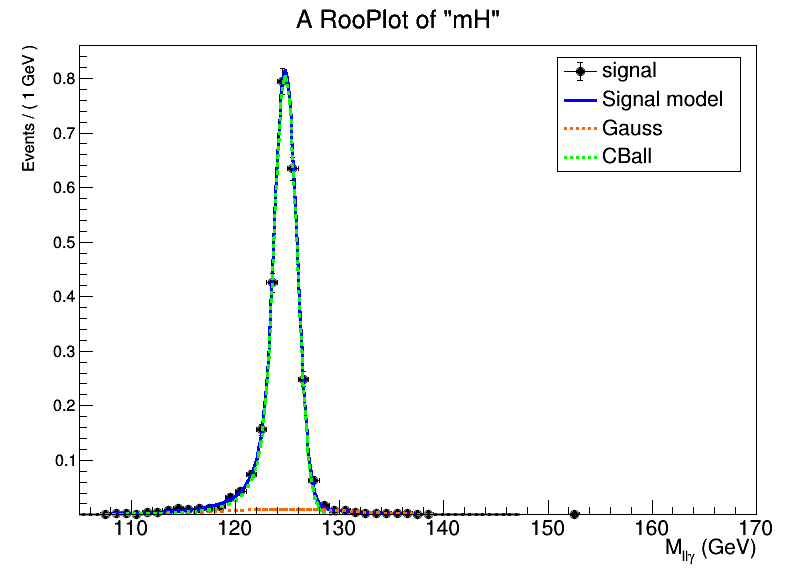 A RooPlot of "mH"
Events / ( 1 GeV )
0.8
0.7
0.6
0.5
0.4
0.3
0.2
0.1
signal
Signal model
Gauss
CBall
110 120 130 140 150 160 170
M_{llγ} (GeV)